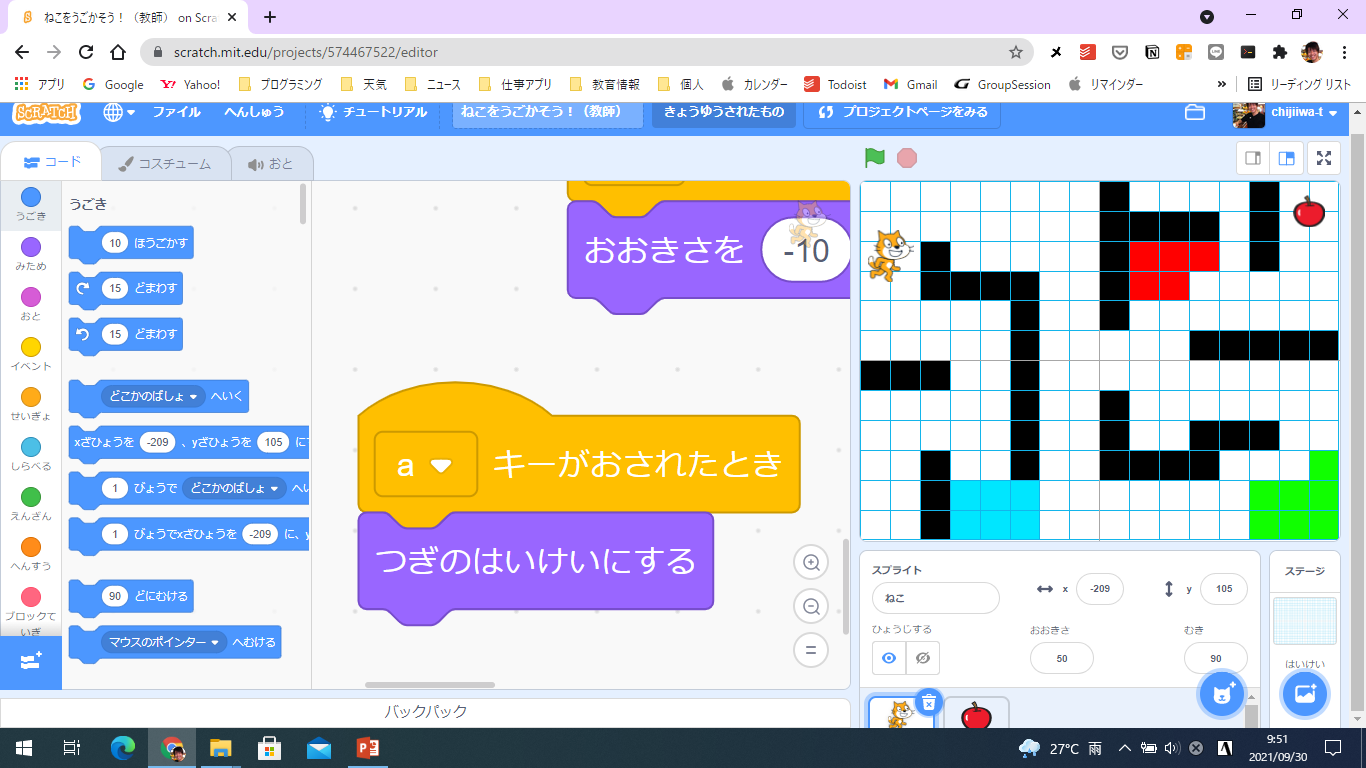 ねこをうごかそう！（教師） on Scra
scratch.mit.edu/projects/574467522/editor
アプリ Google Yahoo! プログラミング 天気 ニュース 仕事アプリ 教育情報 個人 カレンダー Todoist Gmail GroupSession リマインダー » リーディング リスト
SCRATCH ファイル へんしゅう チュートリアル ねこをうごかそう！（教師） きょうゆうされたもの プロジェクトページをみる chijiiwa-t
コード コスチューム おと
うごき
みため
おと
イベント
せいぎょ
しらべる
えんざん
へんすう
ブロックてい
ぎ
うごき
10 ほうごかす
15 どまわす
15 どまわす
どこかのばしょ へいく
xざひょうを -209 、yざひょうを 105 に
1 びょうで どこかのばしょ へい
1 びょうでxざひょうを -209 に、y
90 どにむける
マウスのポインター へむける
おおきさを -10
a キーがおされたとき
つぎのはいけいにする
バックパック
スプライト
ねこ x -209 y 105
ひょうじする おおきさ むき
50 90
ステージ
はいけい
27°C 雨 A 9:51
2021/09/30